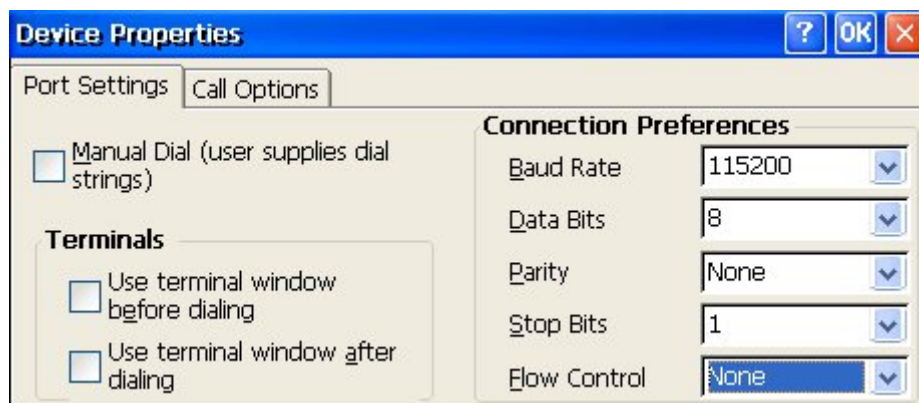 Device Properties ? OK ×
Port Settings Call Options
Manual Dial (user supplies dial
strings)
Terminals
Use terminal window
before dialing
Use terminal window after
dialing
Connection Preferences
Baud Rate 115200
Data Bits 8
Parity None
Stop Bits 1
Flow Control None